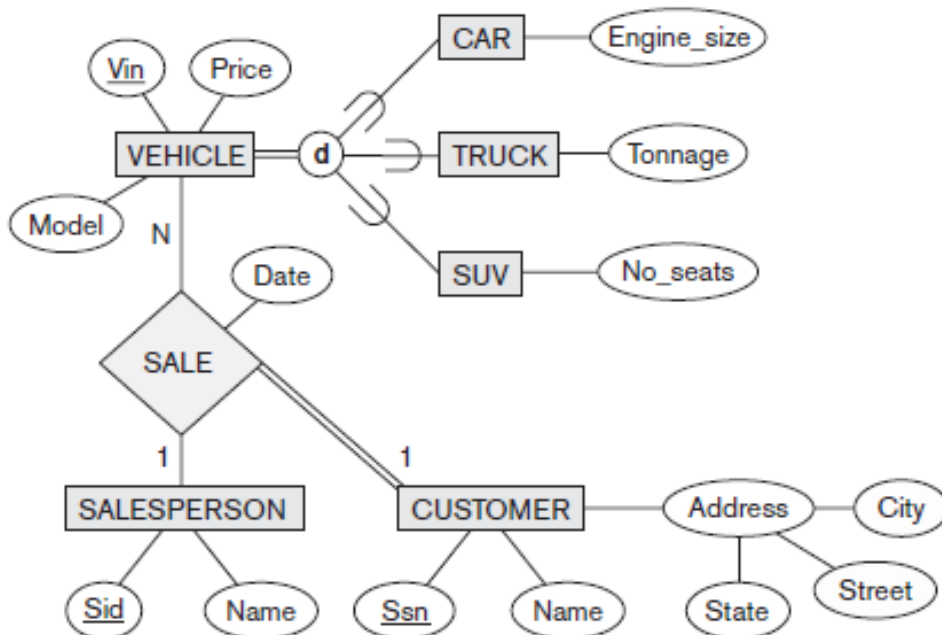 CAR
Engine_size
Vin
Price
VEHICLE
d
TRUCK
Tonnage
Model
N
Date
SUV
No_seats
SALE
1
1
SALESPERSON
CUSTOMER
Address
City
Sid
Name
Ssn
Name
State
Street